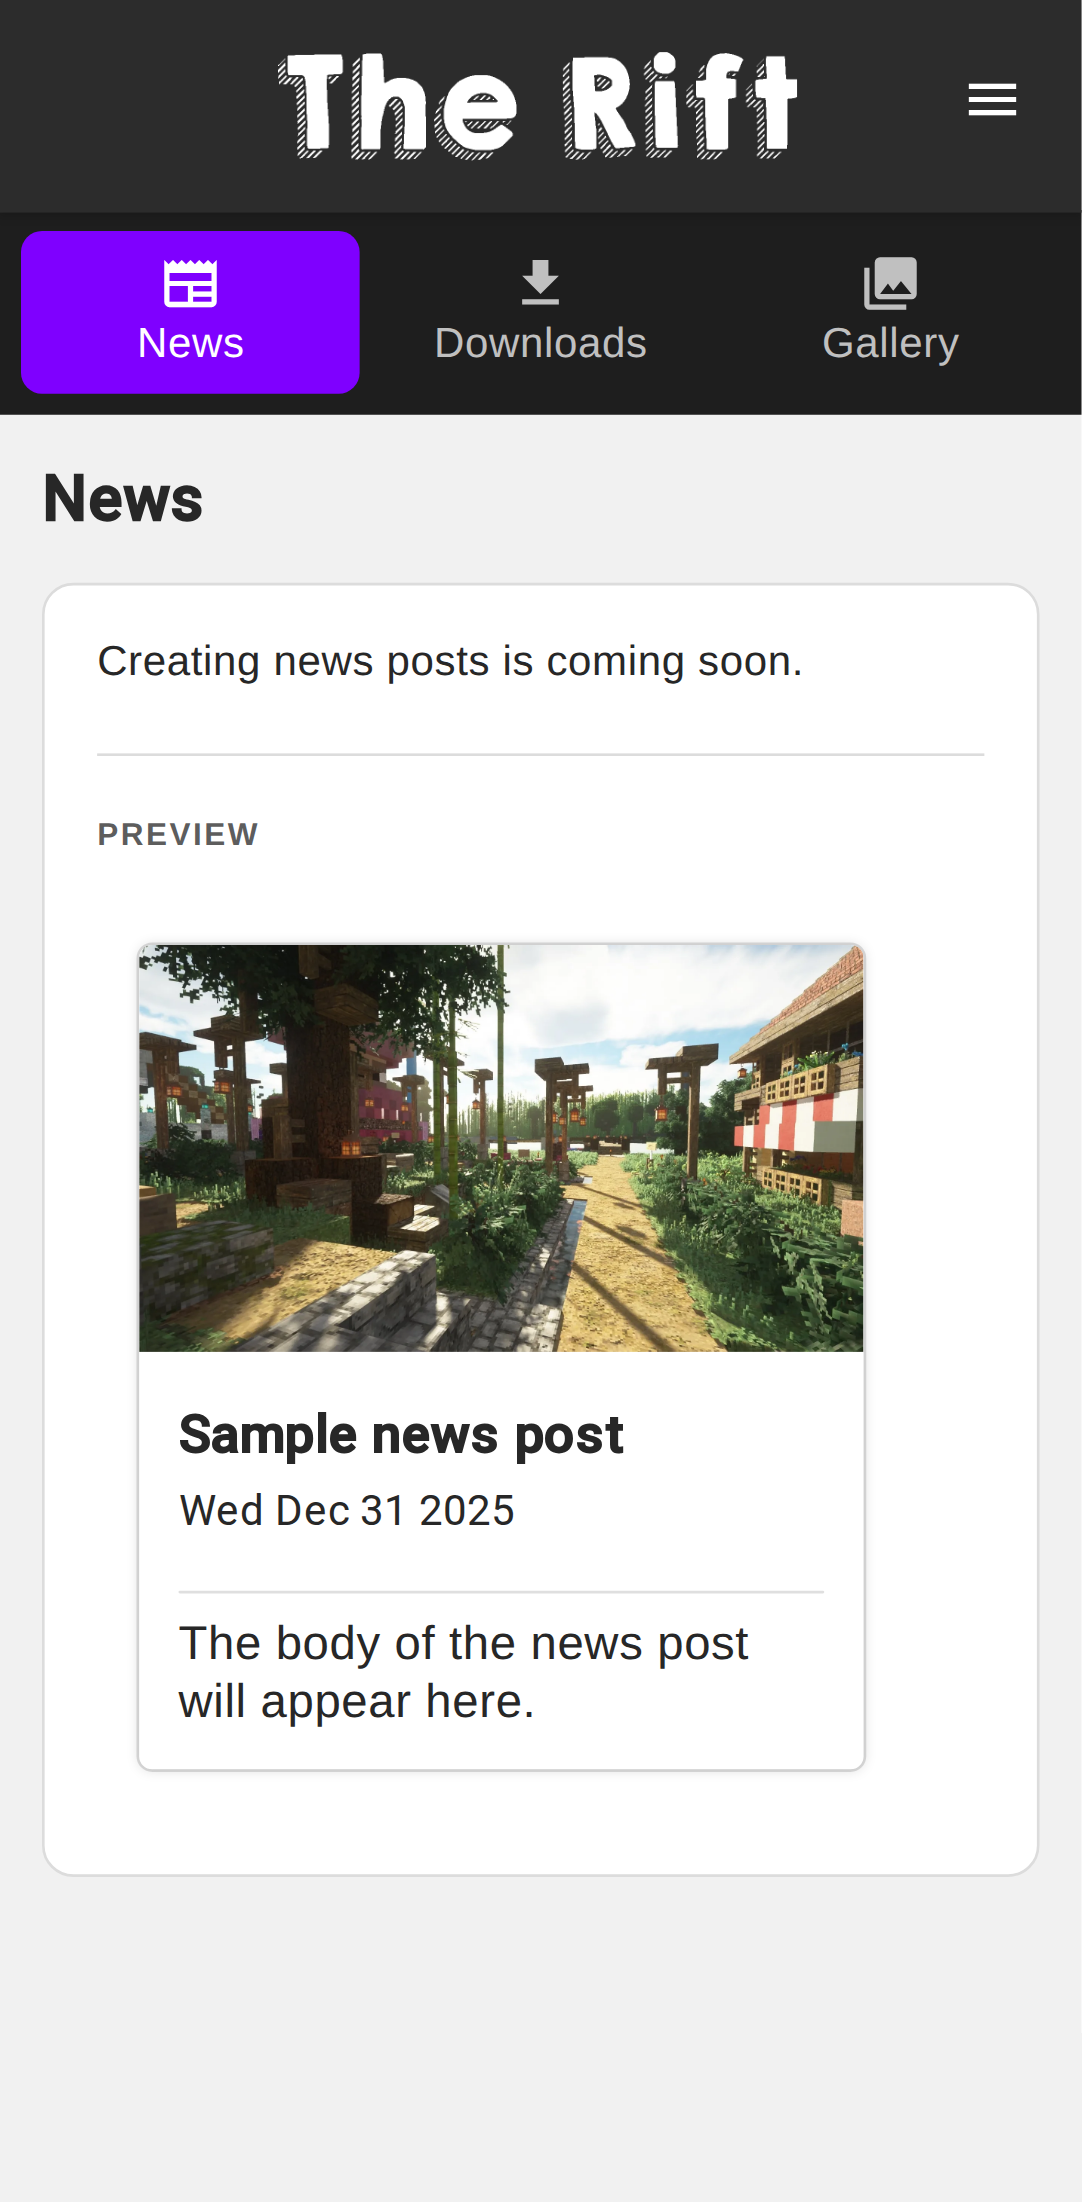 The Rift
News
Downloads
Gallery
News
Creating news posts is coming soon.
PREVIEW
Sample news post
Wed Dec 31 2025
The body of the news post
will appear here.